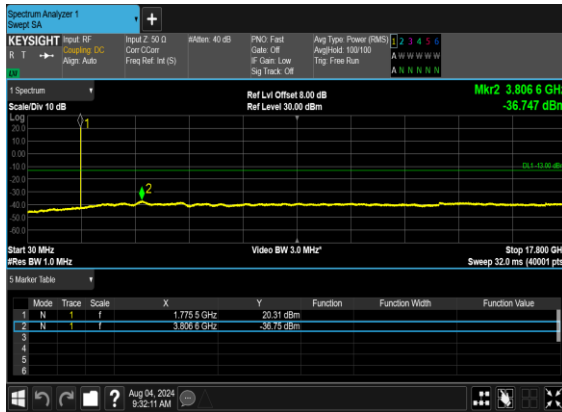 Spectrum Analyzer 1
Swept SA
+
KEYSIGHT Input: RF Input Z: 50 Ω #Atten: 40 dB PNO: Fast Avg Type: Power (RMS) 1 2 3 4 5 6
R T Coupling: DC Corr CCorr Gate: Off Avg|Hold: 100/100 A W W W W W
Align: Auto Freq Ref: Int (S) IF Gain: Low Trig: Free Run
LXI Sig Track: Off A N N N N N
1 Spectrum Ref Lvl Offset 8.00 dB Mkr2 3.806 6 GHz
Scale/Div 10 dB Ref Level 30.00 dBm -36.747 dBm
Log
1
20.0
10.0
0.00
-10.0 DL1 -13.00 dBm
-20.0
-30.0 2
-40.0
-50.0
-60.0
Start 30 MHz Video BW 3.0 MHz* Stop 17.800 GHz
#Res BW 1.0 MHz Sweep 32.0 ms (40001 pts)
5 Marker Table
Mode Trace Scale X Y Function Function Width Function Value
1 N 1 f 1.775 5 GHz 20.31 dBm
2 N 1 f 3.806 6 GHz -36.75 dBm
3
4
5
6
? Aug 04, 2024
9:32:11 AM